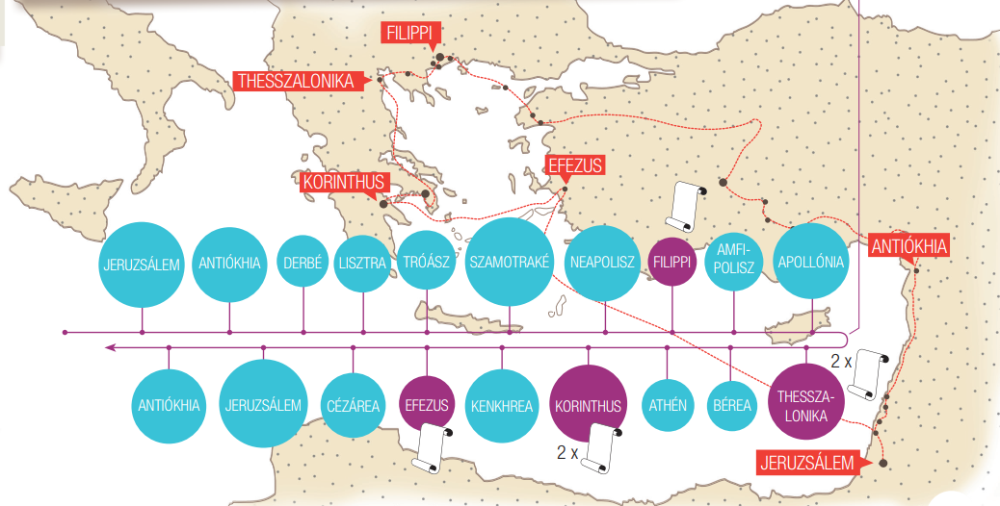 FILIPPI
THESSZALONIKA
EFEZUS
KORINTHUS
ANTIÓKHIA
JERUZSÁLEM
ANTIÓKHIA
DERBÉ
LISZTRA
TRÓÁSZ
SZAMOTRAKÉ
NEAPOLISZ
FILIPPI
AMFI-
POLISZ
APOLLÓNIA
2 x
ANTIÓKHIA
JERUZSÁLEM
CÉZÁREA
EFEZUS
KENKHREA
KORINTHUS
ATHÉN
BÉREA
THESSZA-
LONIKA
2 x
JERUZSÁLEM